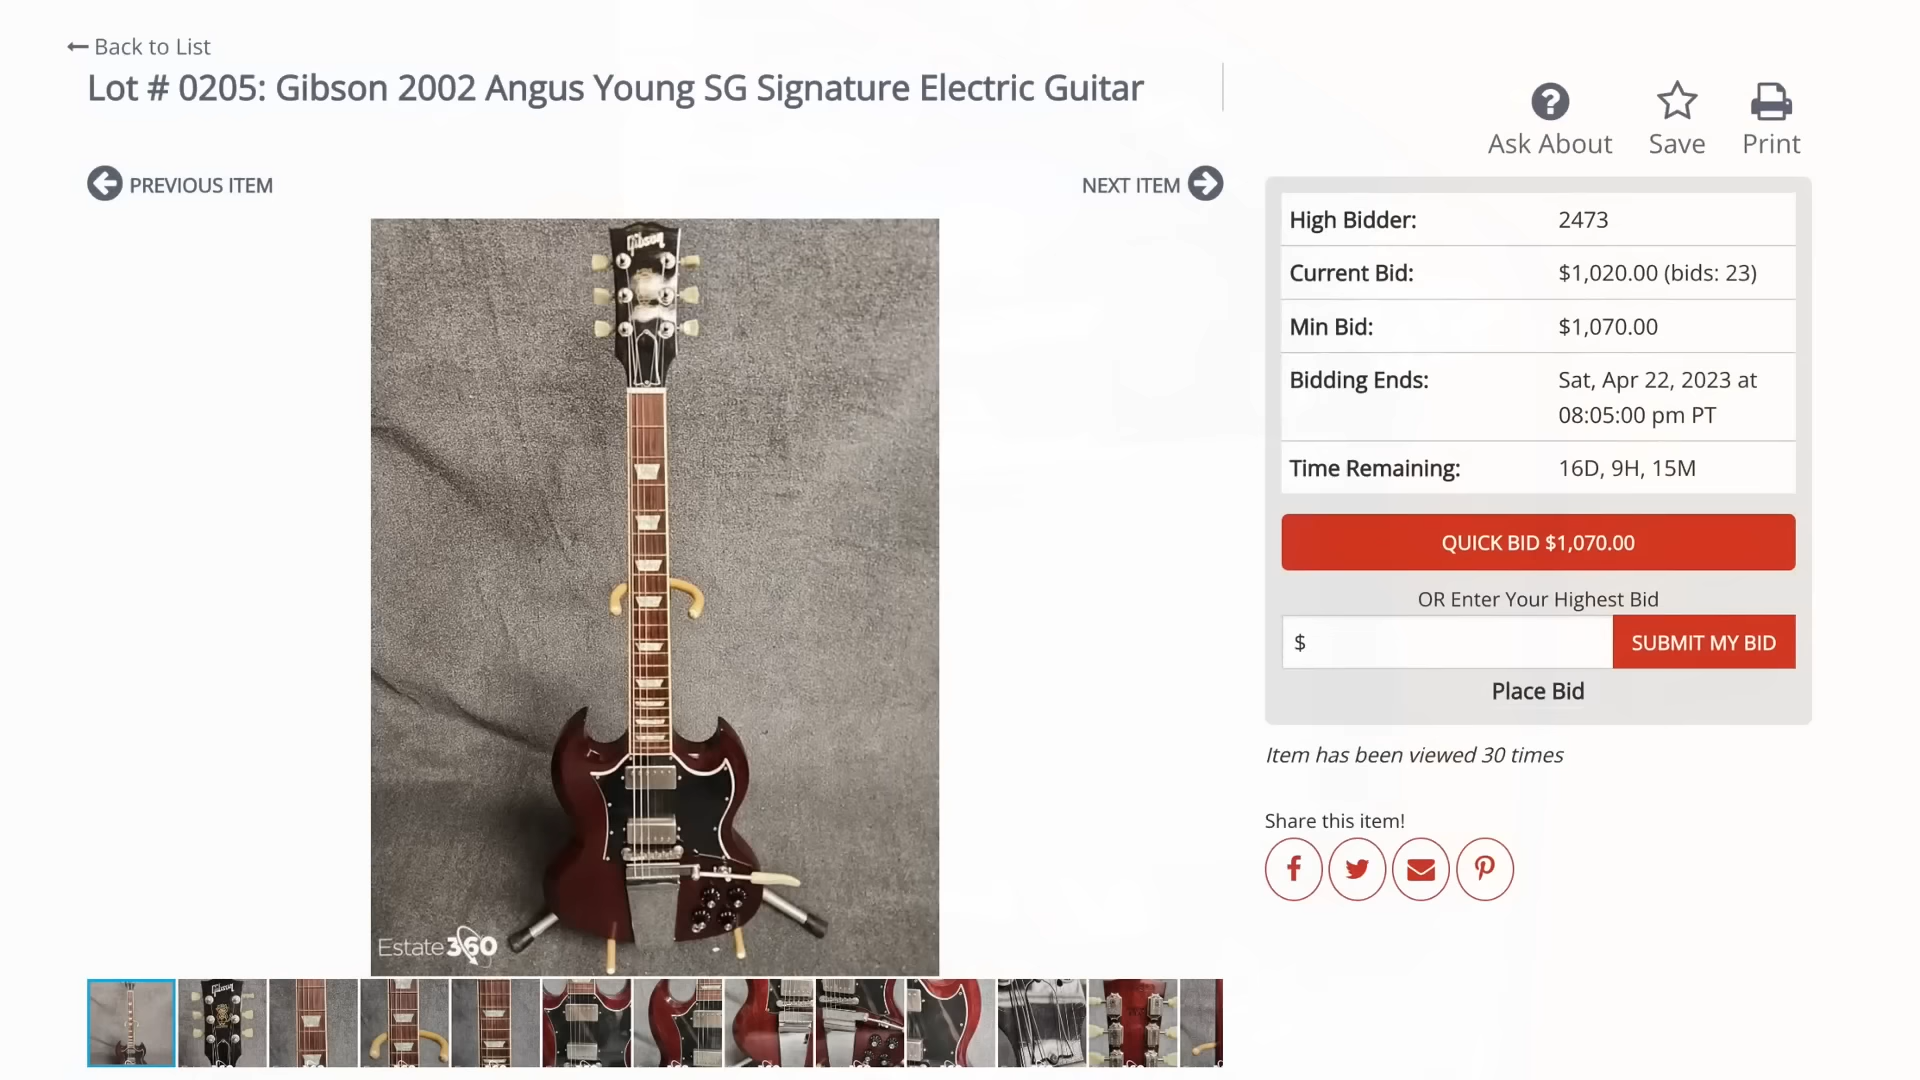 Back to List
Lot # 0205: Gibson 2002 Angus Young SG Signature Electric Guitar
Ask About
Save
Print
PREVIOUS ITEM
NEXT ITEM
Gibson
Estate360
High Bidder: 2473
Current Bid: $1,020.00 (bids: 23)
Min Bid: $1,070.00
Bidding Ends: Sat, Apr 22, 2023 at
08:05:00 pm PT
Time Remaining: 16D, 9H, 15M
QUICK BID $1,070.00
OR Enter Your Highest Bid
$
SUBMIT MY BID
Place Bid
Item has been viewed 30 times
Share this item!
Gibson